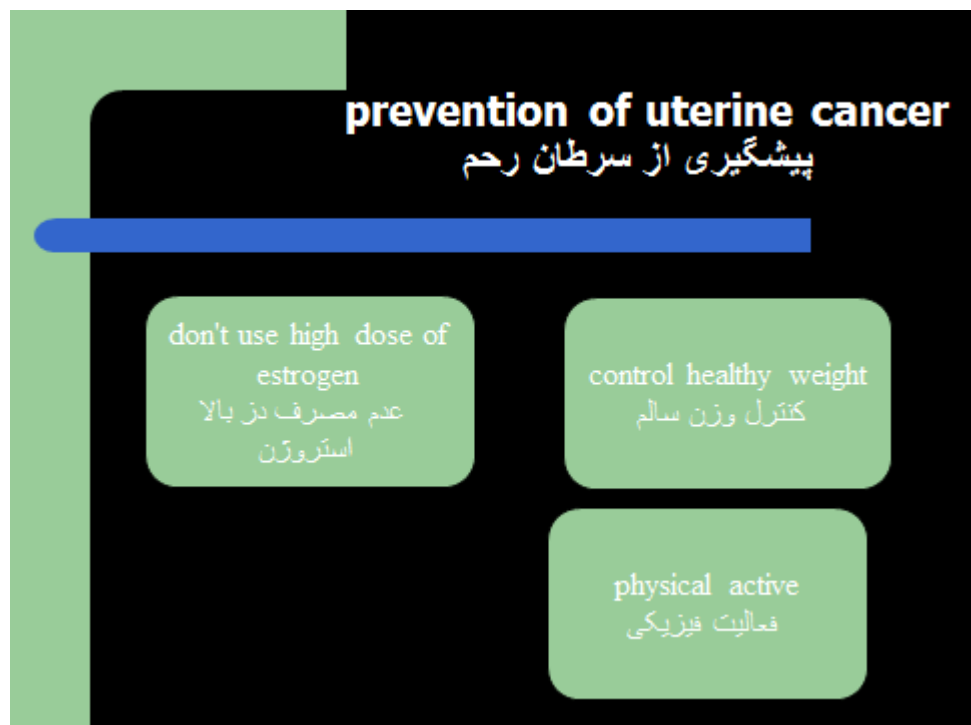 prevention of uterine cancer
پیشگیری از سرطان رحم
don't use high dose of
estrogen
عدم مصرف دز بالا
استروژن
control healthy weight
کنترل وزن سالم
physical active
فعالیت فیزیکی